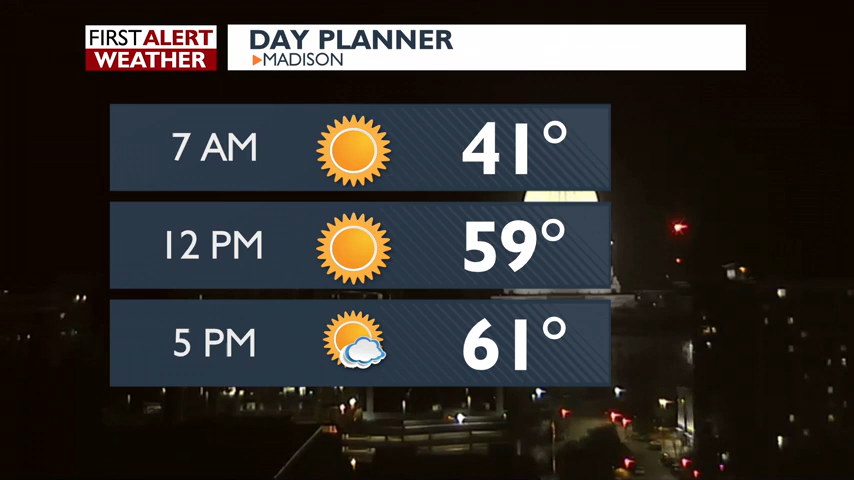 FIRST ALERT
WEATHER
DAY PLANNER
MADISON
7 AM 41°
12 PM 59°
5 PM 61°